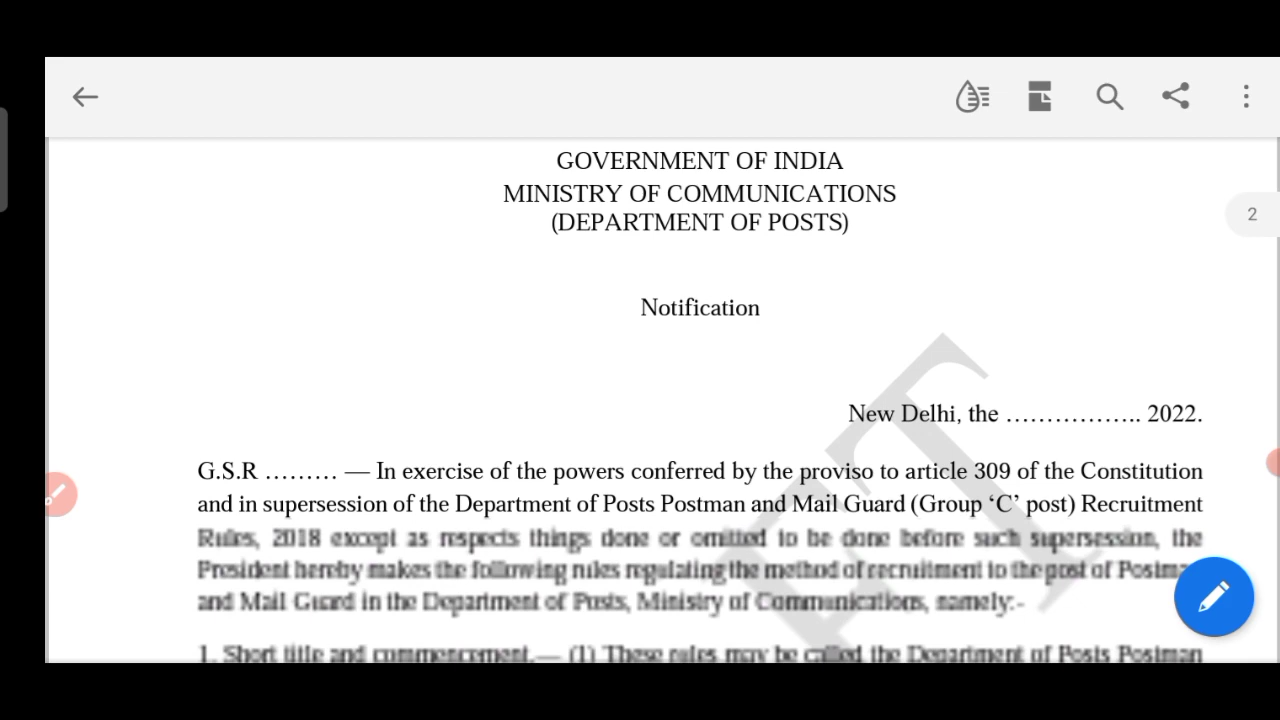 GOVERNMENT OF INDIA
MINISTRY OF COMMUNICATIONS
(DEPARTMENT OF POSTS)
2
Notification
New Delhi, the …………….. 2022.
G.S.R ……… — In exercise of the powers conferred by the proviso to article 309 of the Constitution
and in supersession of the Department of Posts Postman and Mail Guard (Group ‘C’ post) Recruitment
Rules, 2018 except as respects things done or omitted to be done before such supersession, the
President hereby makes the following rules regulating the method of recruitment to the post of
and Mail Guard in the Department of Posts, Ministry of Communications, namely:-
1. Short title and commencement.— (1) These rules may be called the Department of Posts Postman